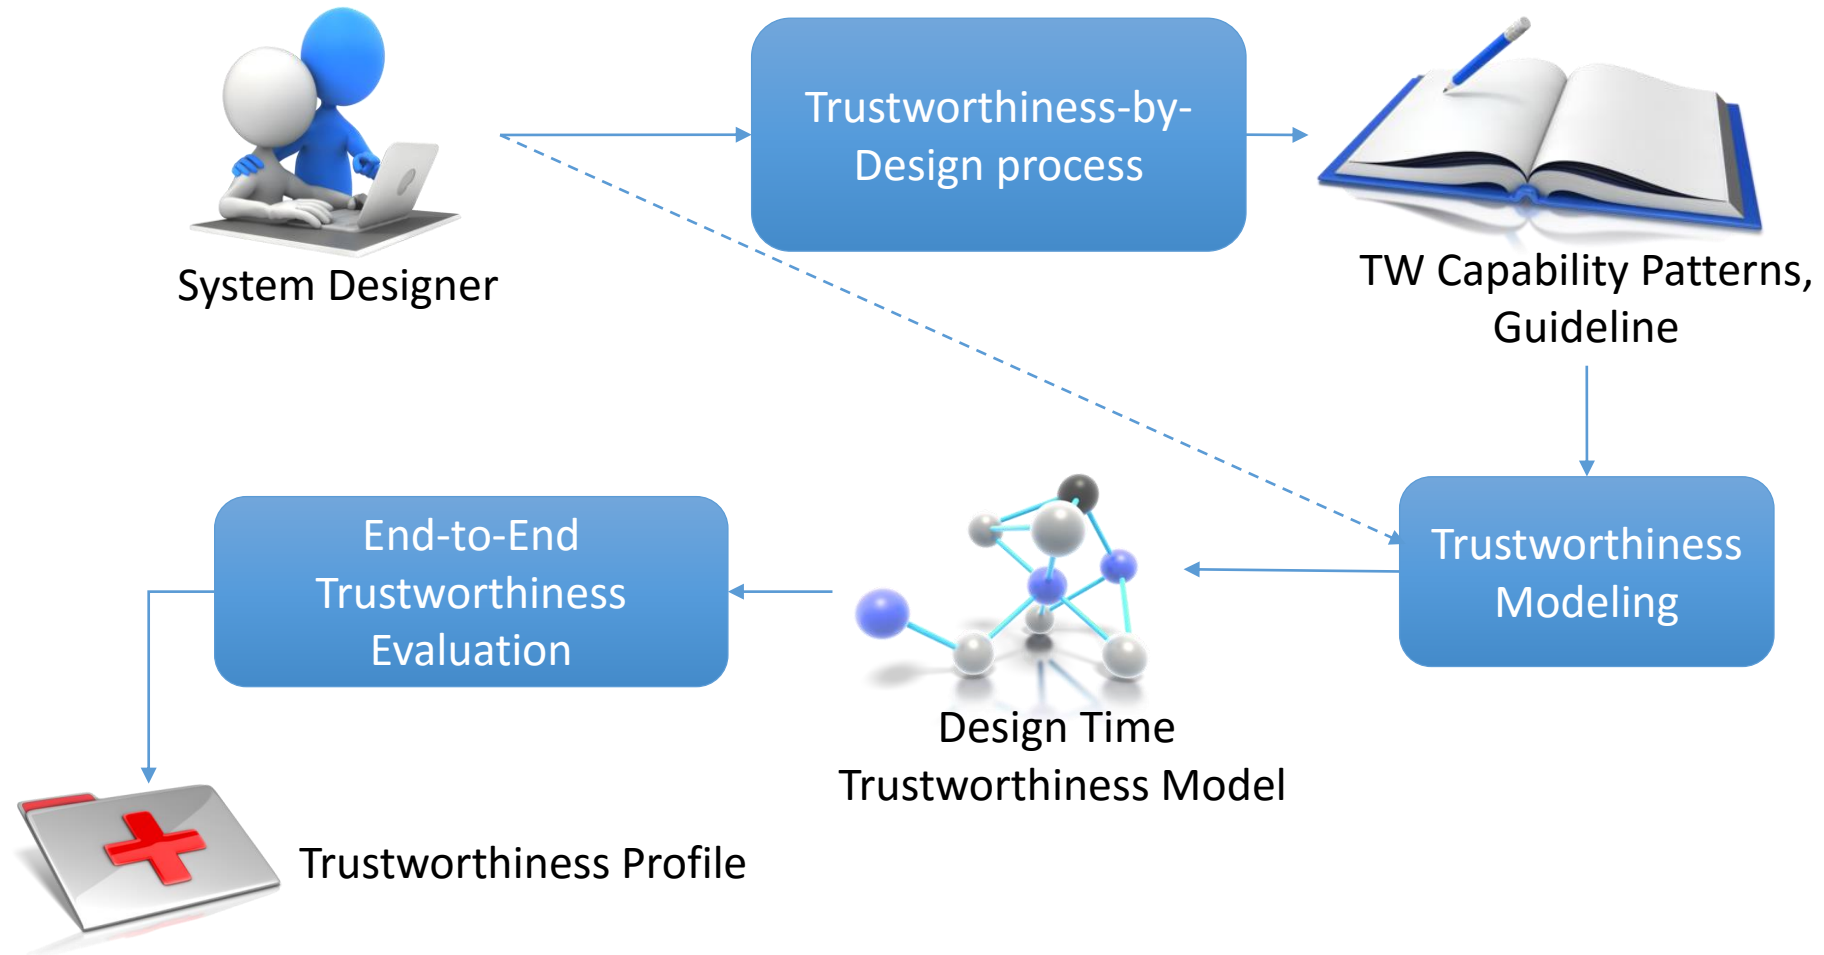 Trustworthiness-by-
Design process
System Designer
TW Capability Patterns,
Guideline
End-to-End
Trustworthiness
Evaluation
Trustworthiness
Modeling
Design Time
Trustworthiness Model
Trustworthiness Profile